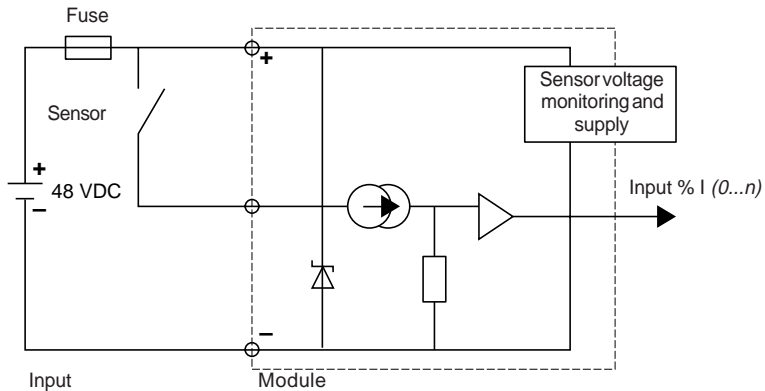 Fuse
+
Sensor voltage
monitoring and
supply
Sensor
+
48 VDC
−
Input % I (0...n)
−
Input
Module